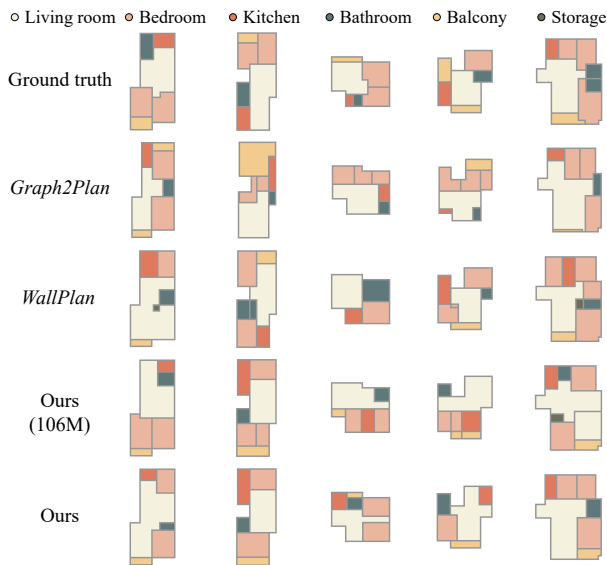 Living room Bedroom Kitchen Bathroom Balcony Storage
Ground truth
Graph2Plan
WallPlan
Ours
(106M)
Ours